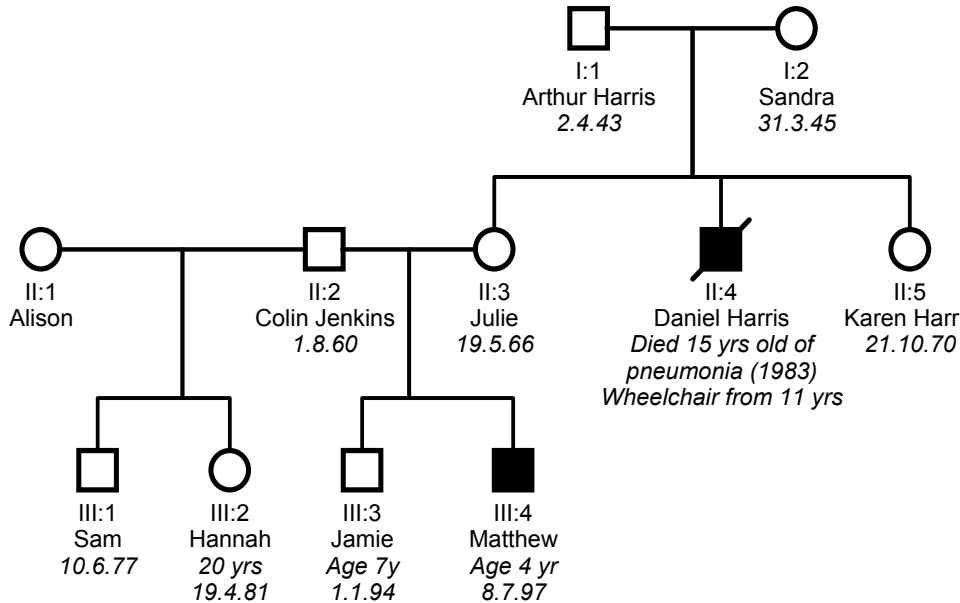 I:1
Arthur Harris
2.4.43
I:2
Sandra
31.3.45
II:1
Alison
II:2
Colin Jenkins
1.8.60
II:3
Julie
19.5.66
II:4
Daniel Harris
Died 15 yrs old of
pneumonia (1983)
Wheelchair from 11 yrs
II:5
Karen Harr
21.10.70
III:1
Sam
10.6.77
III:2
Hannah
20 yrs
19.4.81
III:3
Jamie
Age 7y
1.1.94
III:4
Matthew
Age 4 yr
8.7.97